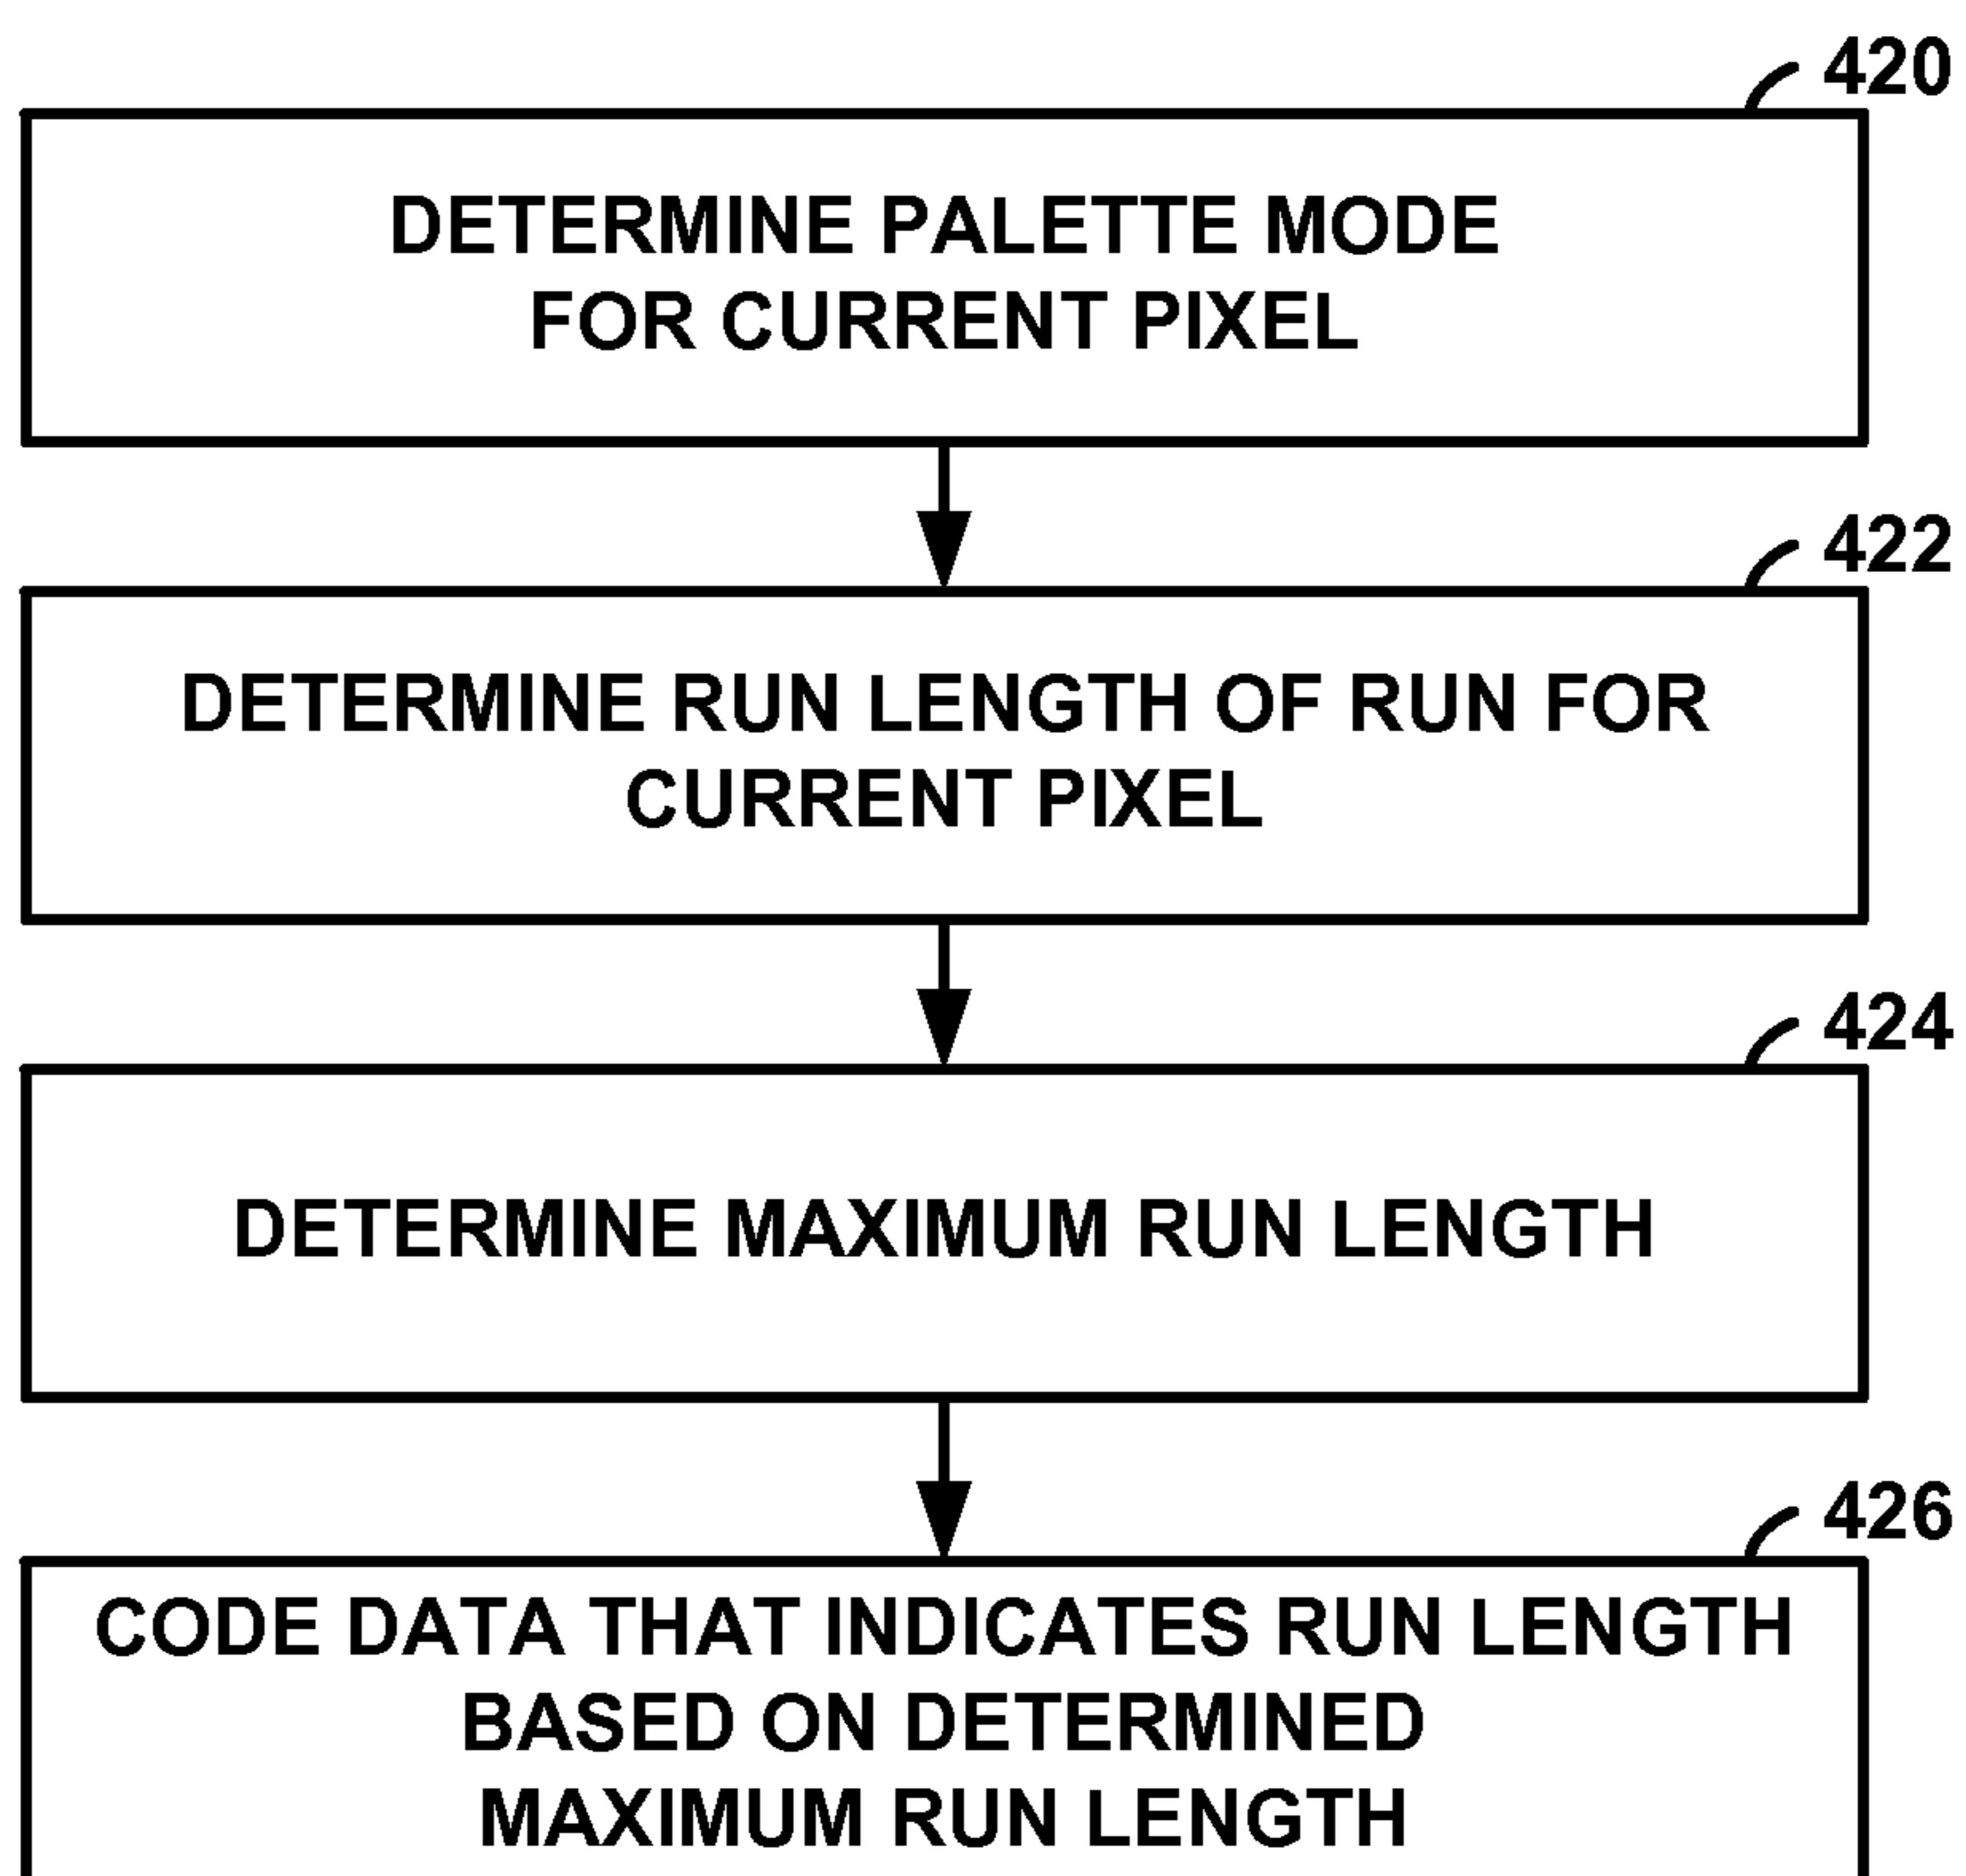 420
DETERMINE PALETTE MODE
FOR CURRENT PIXEL
422
DETERMINE RUN LENGTH OF RUN FOR
CURRENT PIXEL
424
DETERMINE MAXIMUM RUN LENGTH
426
CODE DATA THAT INDICATES RUN LENGTH
BASED ON DETERMINED
MAXIMUM RUN LENGTH